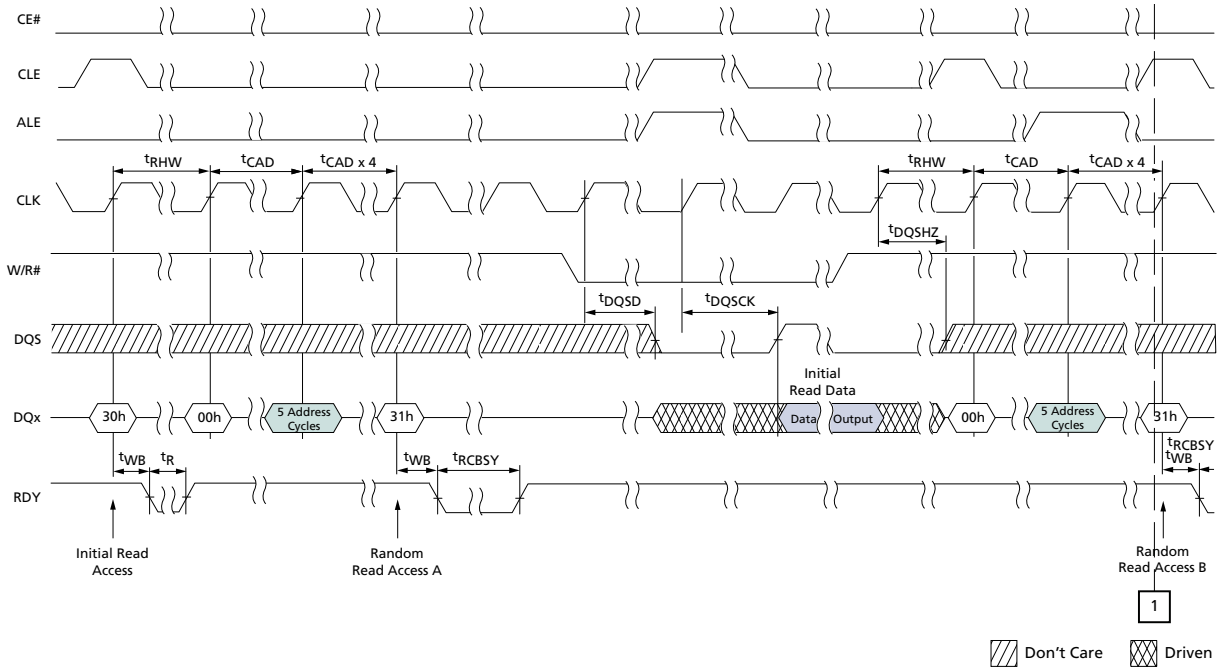 CE#
CLE
ALE
tRHW
tCAD
tCAD x 4
tRHW
tCAD
tCAD x 4
CLK
tDQSHZ
W/R#
tDQSD
tDQSCK
DQS
Initial
Read Data
DQx
30h
00h
5 Address
Cycles
31h
Data
Output
00h
5 Address
Cycles
31h
tWB
tR
tWB
tRCBSY
tRCBSY
tWB
RDY
Initial Read
Access
Random
Read Access A
Random
Read Access B
1
Don't Care
Driven